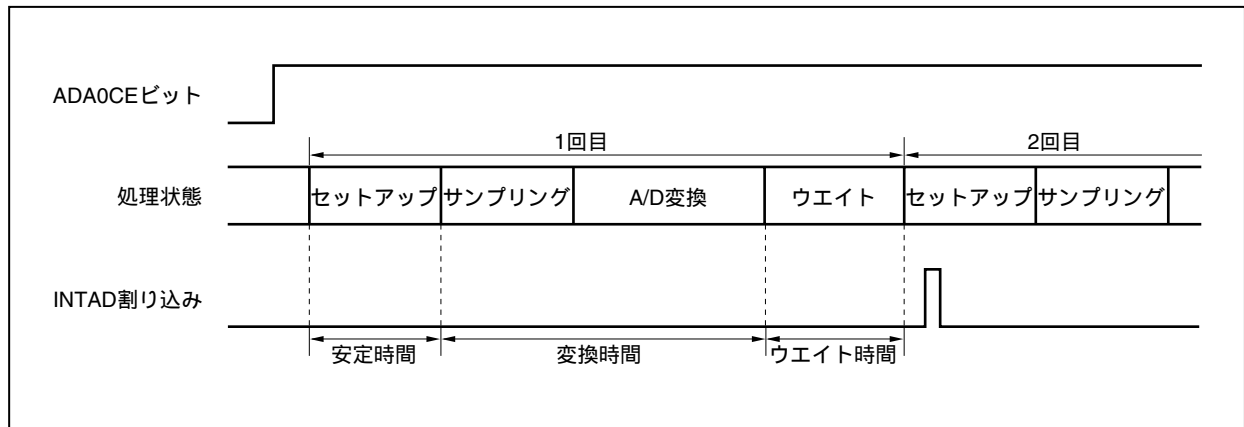 ADA0CEビット
1回目
2回目
処理状態
セットアップ
サンプリング
A/D変換
ウエイト
セットアップ
サンプリング
INTAD割り込み
安定時間
変換時間
ウエイト時間